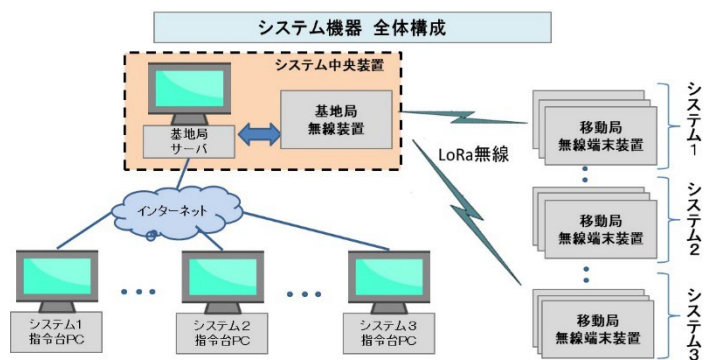 システム機器 全体構成
システム中央装置
基地局
サーバ
基地局
無線装置
LoRa無線
移動局
無線端末装置
システム1
移動局
無線端末装置
システム2
移動局
無線端末装置
システム3
インターネット
システム1
指令台PC
システム2
指令台PC
システム3
指令台PC